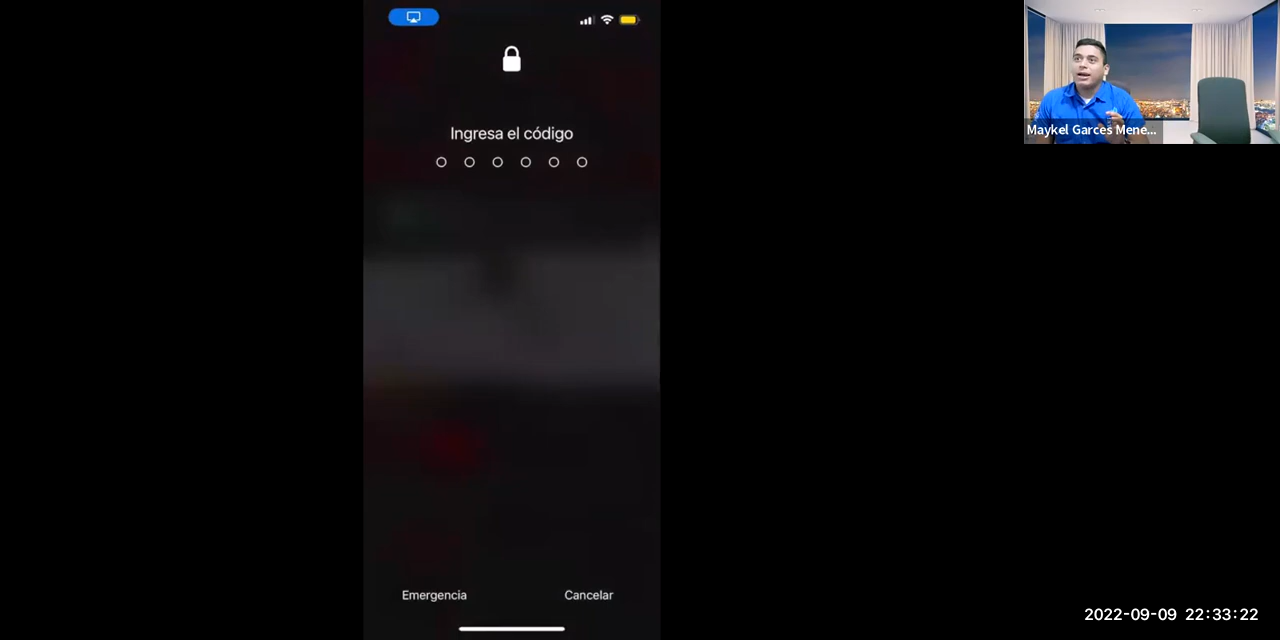 Ingresa el código
Maykel Garces Mene...
Emergencia
Cancelar
2022-09-09 22:33:22